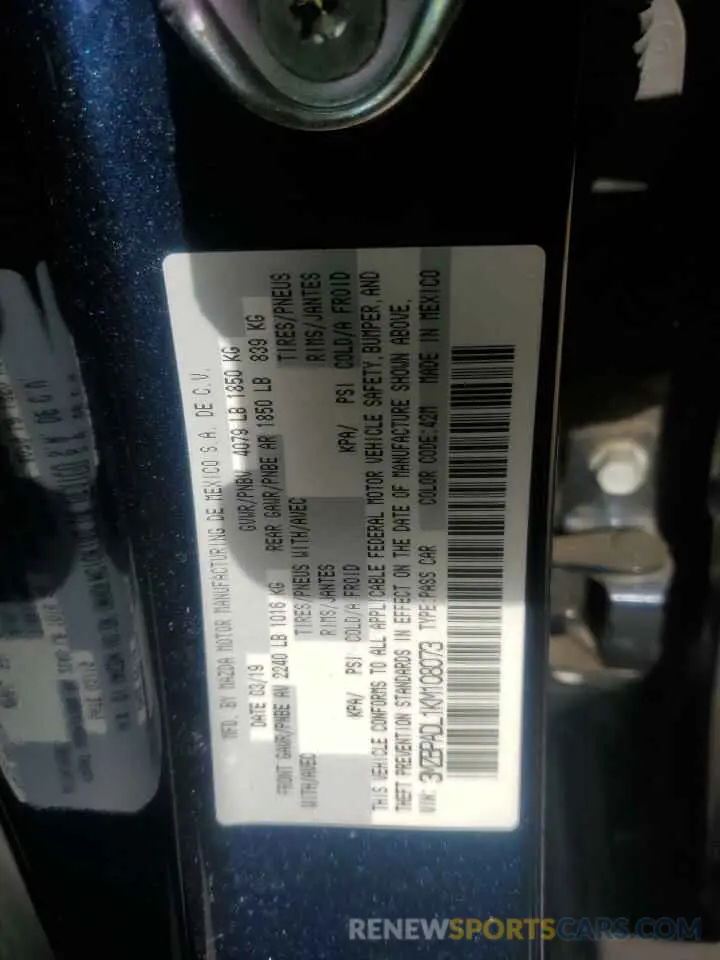 MFD. BY MAZDA MOTOR MANUFACTURING DE MEXICO S.A. DE C.V.
DATE 03/19 GVWR/PNBV 4079 LB 1850 KG
FRONT GAWR/PNBE AV 2240 LB 1016 KG REAR GAWR/PNBE AR 1850 LB 839 KG
WITH/AVEC TIRES/PNEUS WITH/AVEC TIRES/PNEUS
RIMS/JANTES RIMS/JANTES
KPA/ PSI COLD/A FROID KPA/ PSI COLD/A FROID
THIS VEHICLE CONFORMS TO ALL APPLICABLE FEDERAL MOTOR VEHICLE SAFETY, BUMPER, AND
THEFT PREVENTION STANDARDS IN EFFECT ON THE DATE OF MANUFACTURE SHOWN ABOVE.
VIN: 3MZBPADL1KM108073 TYPE:PASS CAR COLOR CODE:42M MADE IN MEXICO
RENEWSPORTSCARS.COM